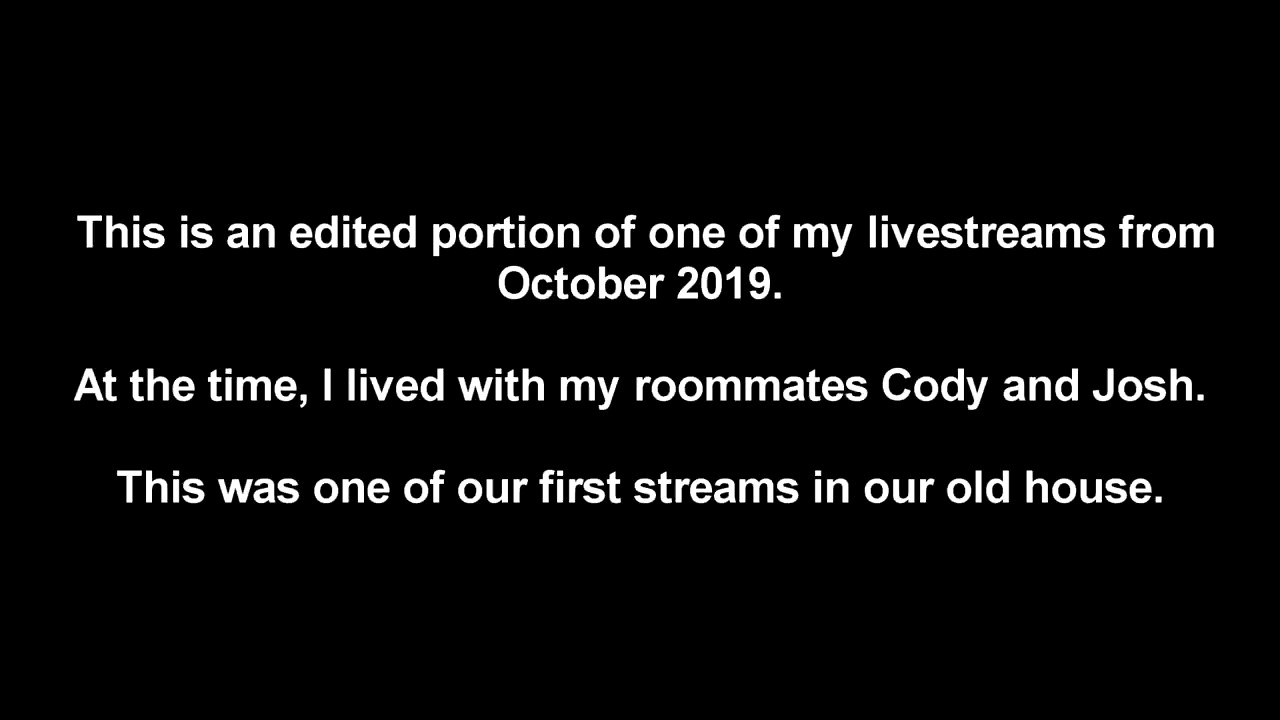 This is an edited portion of one of my livestreams from
October 2019.
At the time, I lived with my roommates Cody and Josh.
This was one of our first streams in our old house.